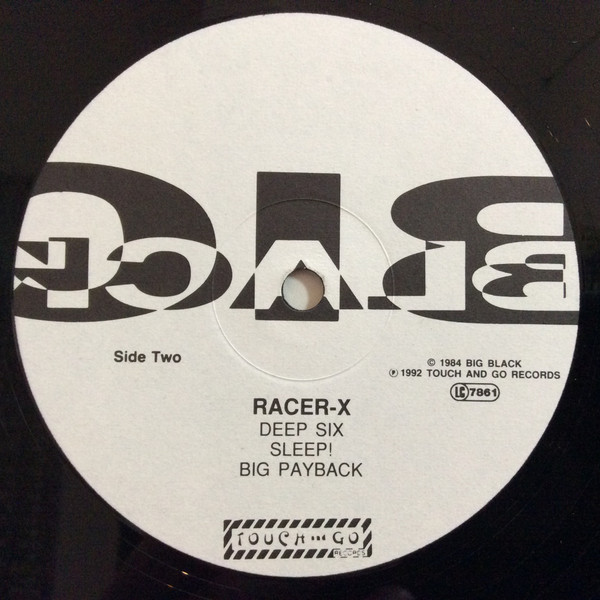 BIG
BLACK
Side Two
© 1984 BIG BLACK
℗ 1992 TOUCH AND GO RECORDS
LC 7861
RACER-X
DEEP SIX
SLEEP!
BIG PAYBACK
TOUCH AND GO
RECORDS